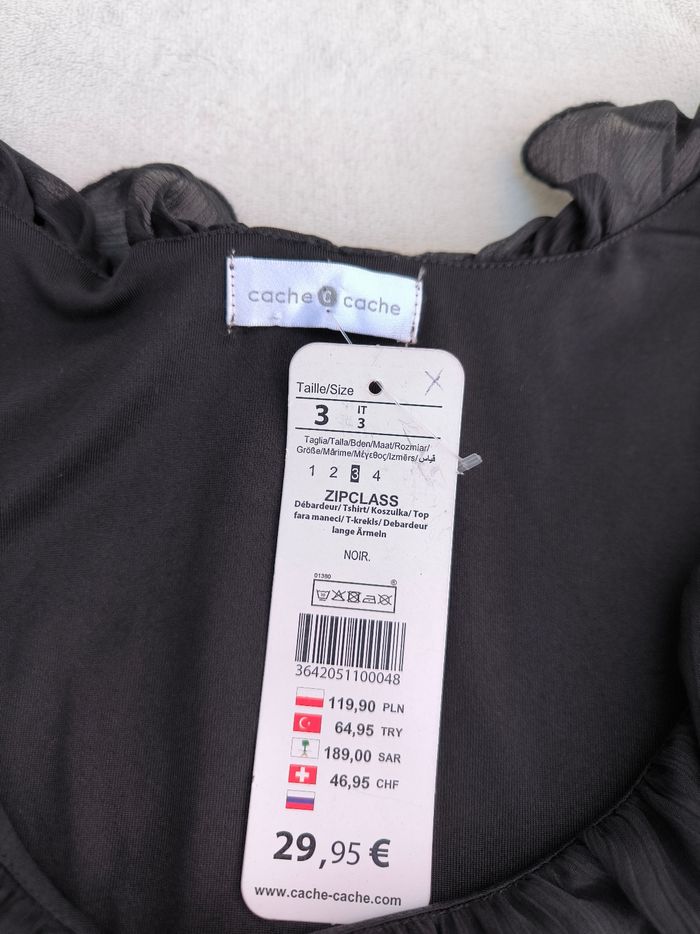 cache c cache
Taille/Size
3 IT 3
Taglia/Talla/Bden/Maat/Rozmiar/
Größe/Mărime/Μέγεθος/Izmērs/قياس
1 2 3 4
ZIPCLASS
Débardeur/ Tshirt/ Koszulka/ Top
fara maneci/ T-krekls/ Debardeur
lange Ärmeln
NOIR.
01380 ®
3642051100048
119,90 PLN
64,95 TRY
189,00 SAR
46,95 CHF
29,95 €
www.cache-cache.com